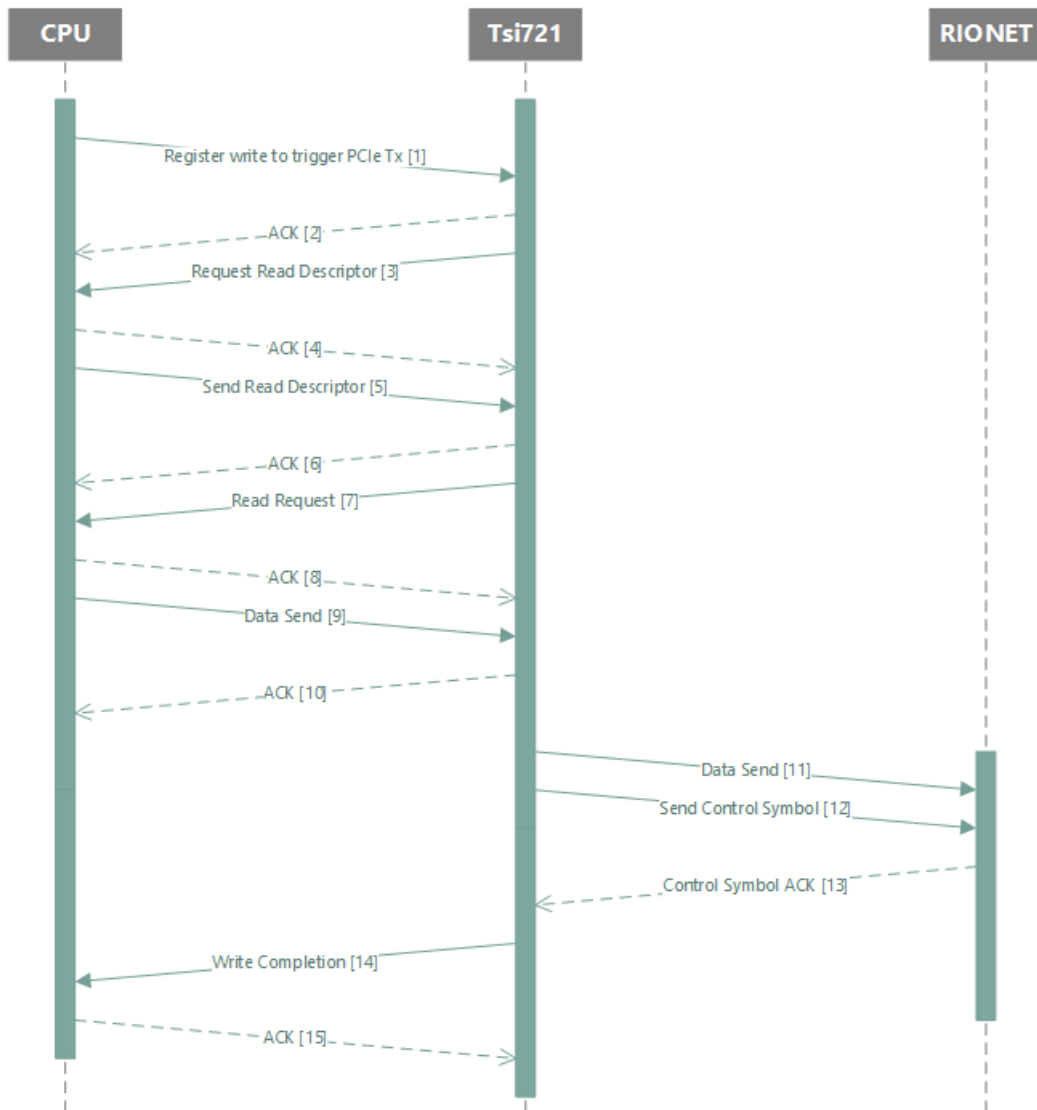 CPU
Tsi721
RIONET
Register write to trigger PCIe Tx [1]
ACK [2]
Request Read Descriptor [3]
ACK [4]
Send Read Descriptor [5]
ACK [6]
Read Request [7]
ACK [8]
Data Send [9]
ACK [10]
Data Send [11]
Send Control Symbol [12]
Control Symbol ACK [13]
Write Completion [14]
ACK [15]